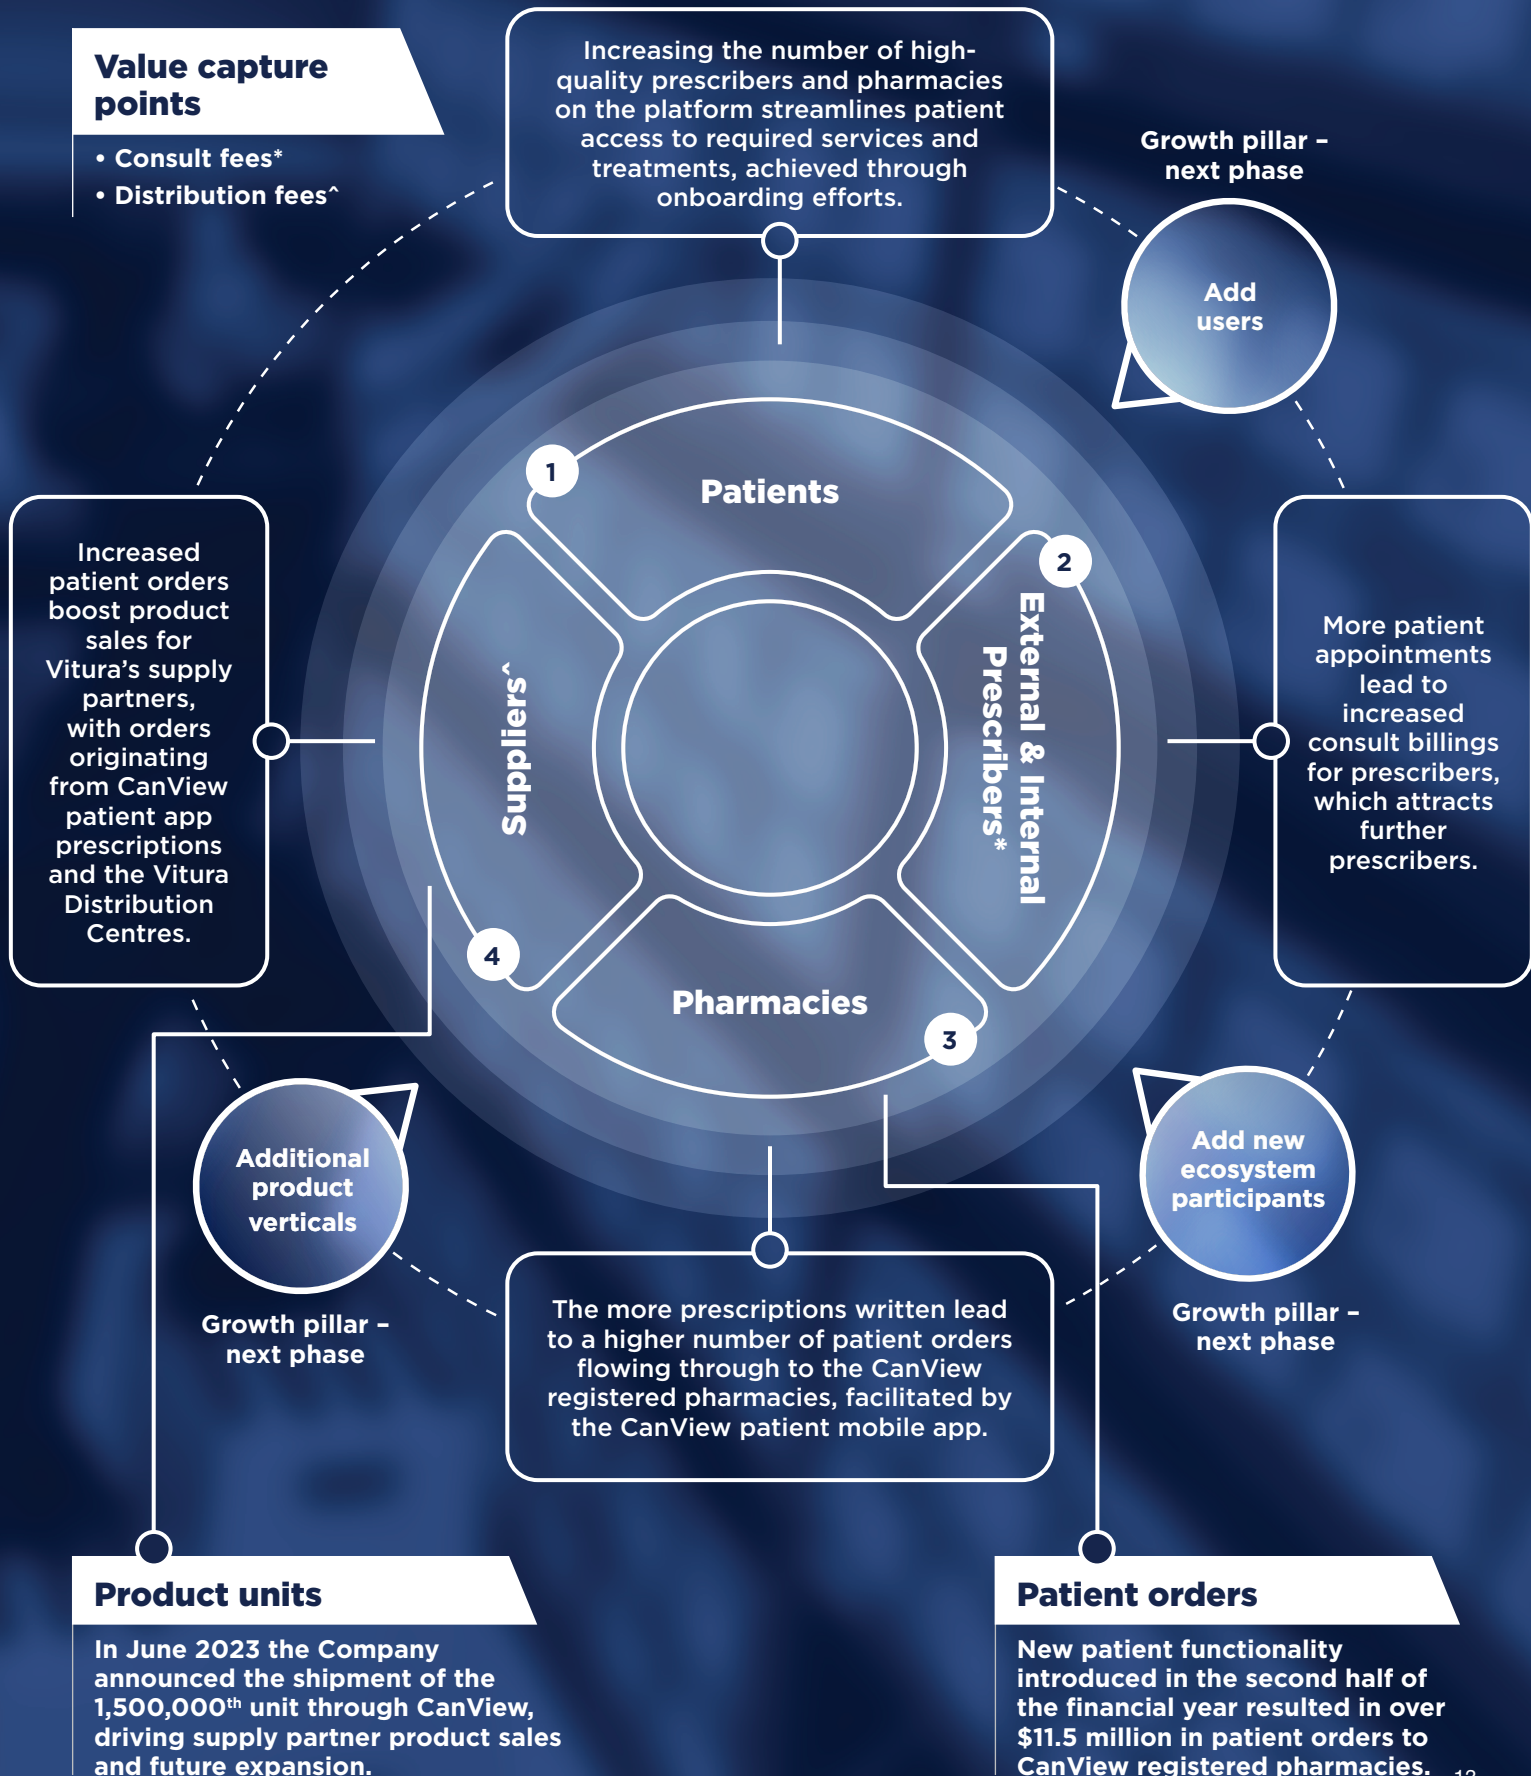 Value capture
points
• Consult fees*
• Distribution fees^
Increasing the number of high-
quality prescribers and pharmacies
on the platform streamlines patient
access to required services and
treatments, achieved through
onboarding efforts.
Growth pillar –
next phase
Add
users
1
Patients
2
External & Internal
Prescribers*
More patient
appointments
lead to
increased
consult billings
for prescribers,
which attracts
further
prescribers.
Increased
patient orders
boost product
sales for
Vitura’s supply
partners,
with orders
originating
from CanView
patient app
prescriptions
and the Vitura
Distribution
Centres.
Suppliers^
4
Pharmacies
3
Additional
product
verticals
Growth pillar –
next phase
Add new
ecosystem
participants
Growth pillar –
next phase
The more prescriptions written lead
to a higher number of patient orders
flowing through to the CanView
registered pharmacies, facilitated by
the CanView patient mobile app.
Product units
In June 2023 the Company
announced the shipment of the
1,500,000th unit through CanView,
driving supply partner product sales
and future expansion.
Patient orders
New patient functionality
introduced in the second half of
the financial year resulted in over
$11.5 million in patient orders to
CanView registered pharmacies.